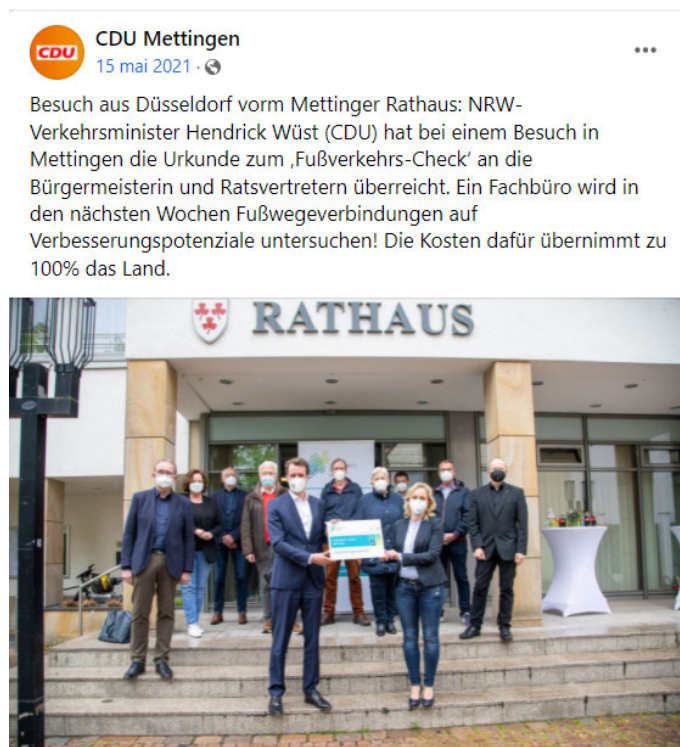 CDU
CDU Mettingen
15 mai 2021 ·
Besuch aus Düsseldorf vorm Mettinger Rathaus: NRW-
Verkehrsminister Hendrick Wüst (CDU) hat bei einem Besuch in
Mettingen die Urkunde zum ‚Fußverkehrs-Check‘ an die
Bürgermeisterin und Ratsvertretern überreicht. Ein Fachbüro wird in
den nächsten Wochen Fußwegeverbindungen auf
Verbesserungspotenziale untersuchen! Die Kosten dafür übernimmt zu
100% das Land.
RATHAUS